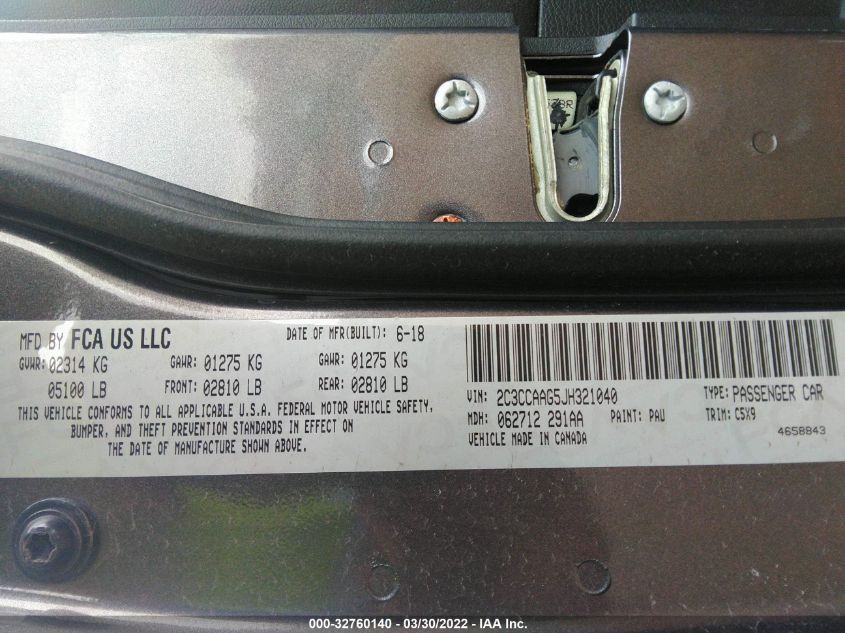 MFD BY FCA US LLC
DATE OF MFR(BUILT): 6-18
GVWR: 02314 KG GAWR: 01275 KG GAWR: 01275 KG
05100 LB FRONT: 02810 LB REAR: 02810 LB
THIS VEHICLE CONFORMS TO ALL APPLICABLE U.S.A. FEDERAL MOTOR VEHICLE SAFETY,
BUMPER, AND THEFT PREVENTION STANDARDS IN EFFECT ON
THE DATE OF MANUFACTURE SHOWN ABOVE.
VIN: 2C3CCAAG5JH321040 TYPE: PASSENGER CAR
MDH: 062712 291AA PAINT: PAU TRIM: C5X9
VEHICLE MADE IN CANADA 4658843
000-32760140 - 03/30/2022 - IAA Inc.